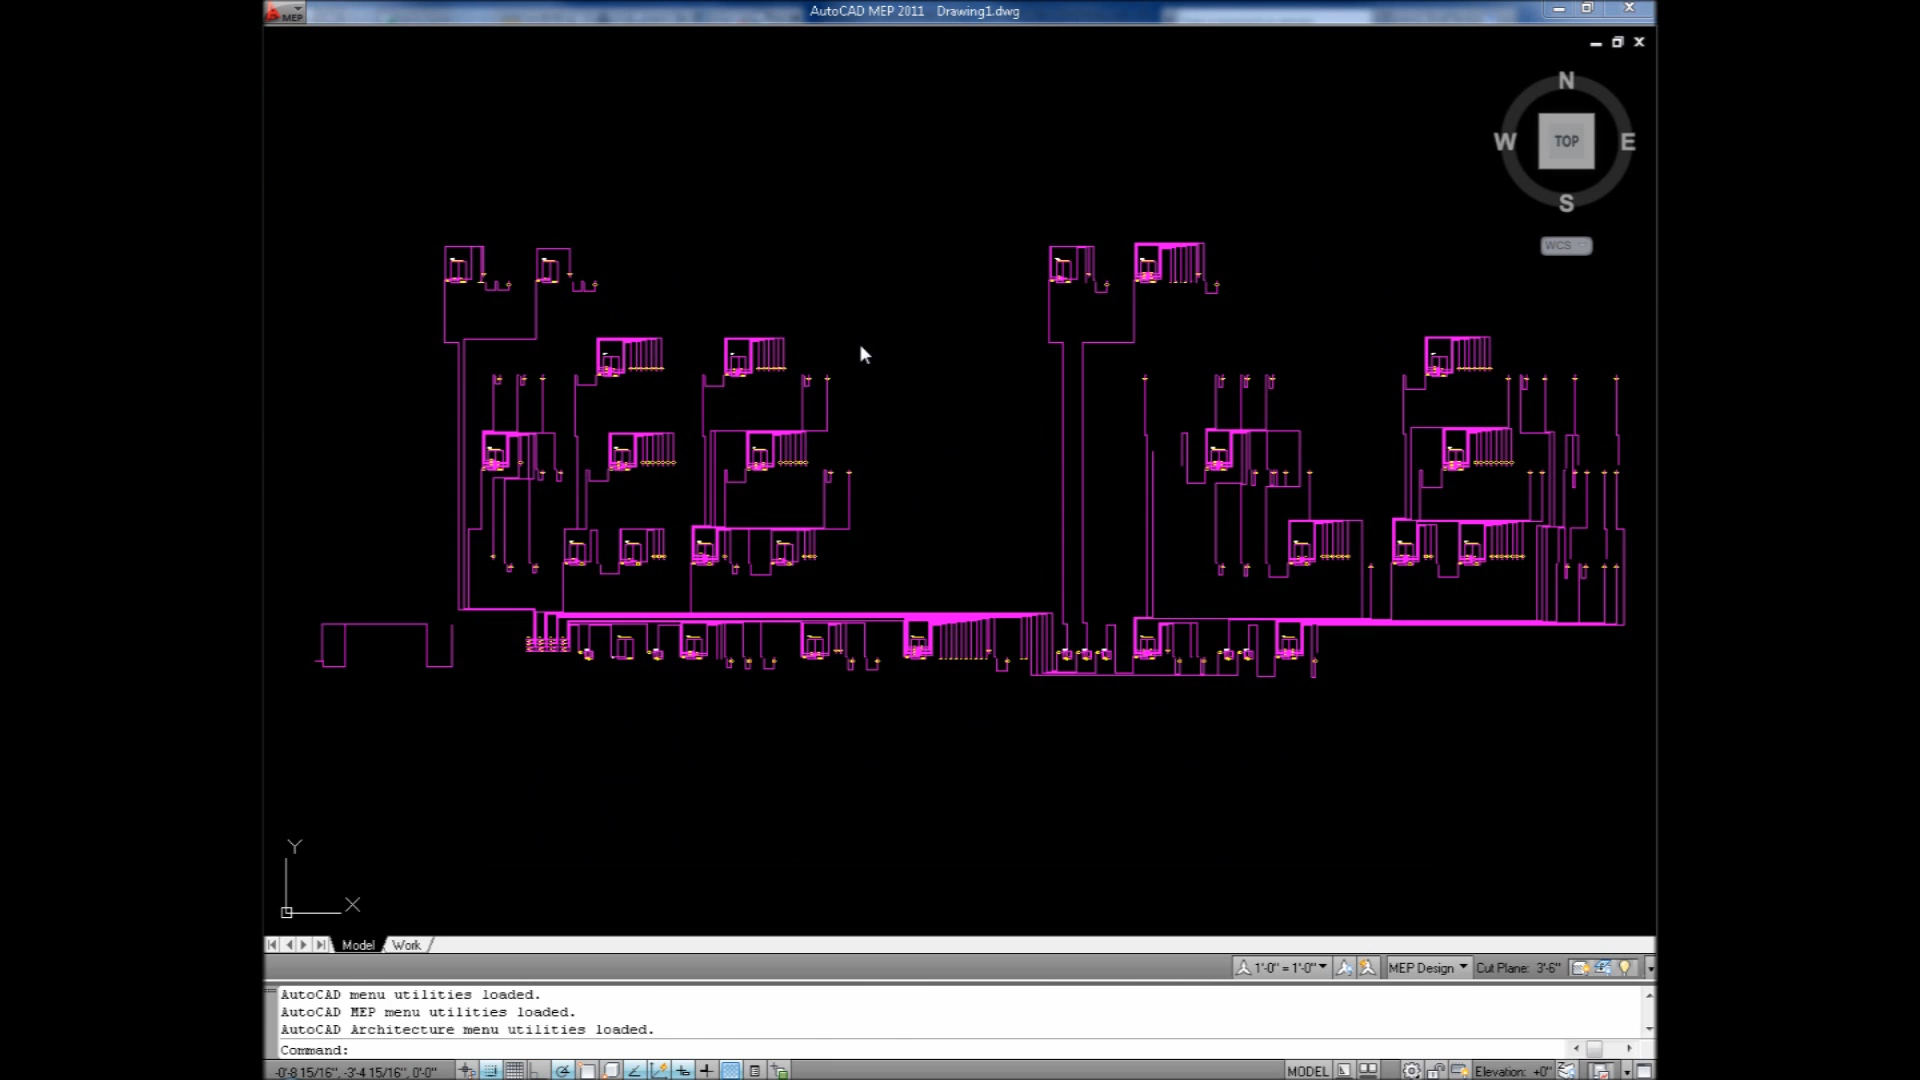 MEP
AutoCAD MEP 2011 Drawing1.dwg
N
W
TOP
E
S
WCS
Y
X
Model
Work
1'-0" = 1'-0"
MEP Design
Cut Plane: 3'-6"
AutoCAD menu utilities loaded.
AutoCAD MEP menu utilities loaded.
AutoCAD Architecture menu utilities loaded.
Command:
-0'-8 15/16", -3'-4 15/16", 0'-0"
MODEL
Elevation: +0"